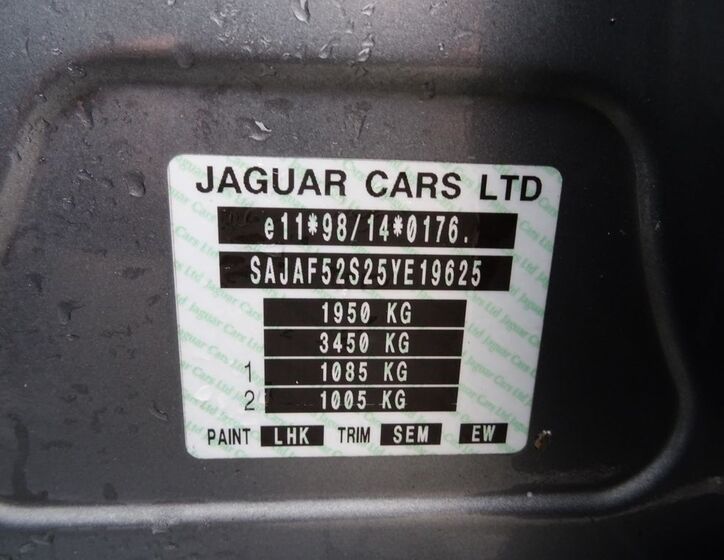 JAGUAR CARS LTD
e11*98/14*0176.
SAJAF52S25YE19625
1950 KG
3450 KG
1 1085 KG
2 1005 KG
PAINT LHK TRIM SEM EW